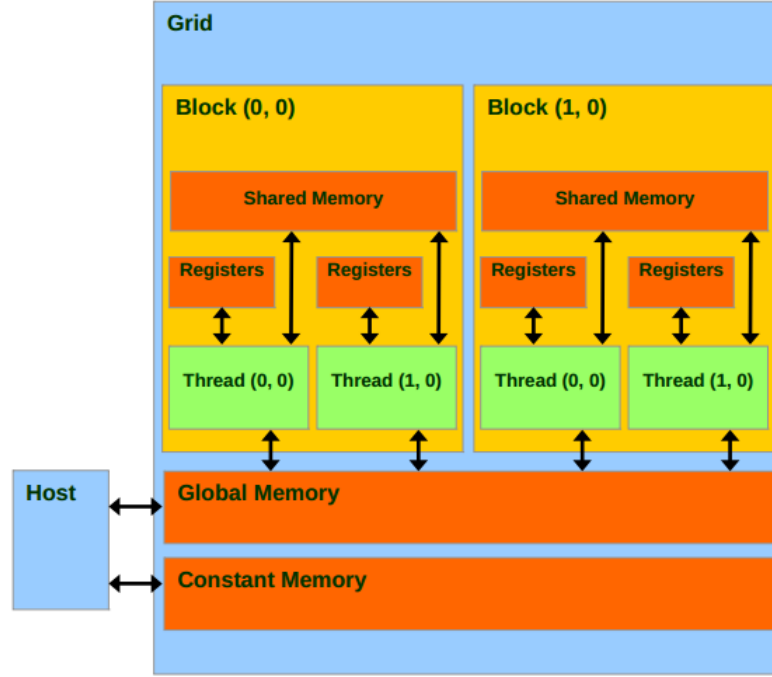 Grid
Block (0, 0)
Block (1, 0)
Shared Memory
Shared Memory
Registers
Registers
Registers
Registers
Thread (0, 0)
Thread (1, 0)
Thread (0, 0)
Thread (1, 0)
Host
Global Memory
Constant Memory